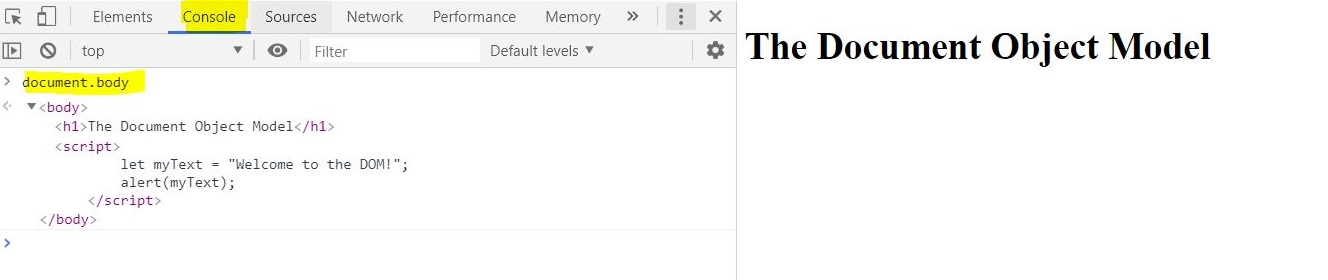 Elements Console Sources Network Performance Memory »
top Filter Default levels
document.body
<body>
<h1>The Document Object Model</h1>
<script>
let myText = "Welcome to the DOM!";
alert(myText);
</script>
</body>
The Document Object Model